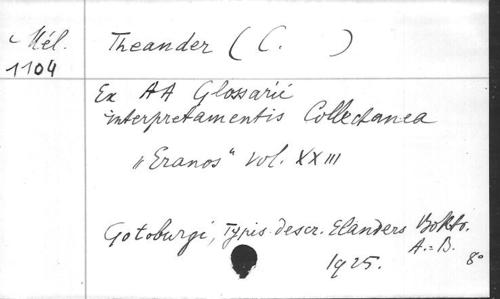 Mél.
1104
Theander (C. )
Ex AA Glossarii
interpretamentis Collectanea
„Eranos“ vol. XXIII
Gotoburgi, Typis descr. Elanders Boktr.
A.-B.
1925.
8°